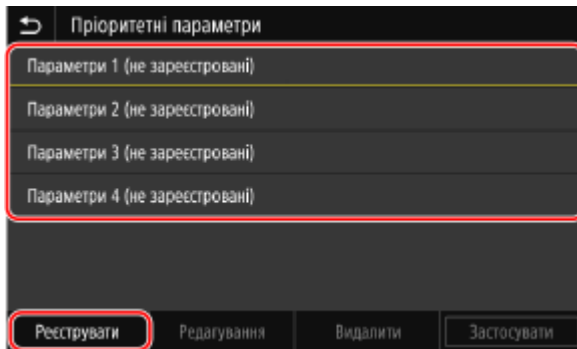 Пріоритетні параметри
Параметри 1 (не зареєстровані)
Параметри 2 (не зареєстровані)
Параметри 3 (не зареєстровані)
Параметри 4 (не зареєстровані)
Реєструвати Редагування Видалити Застосувати